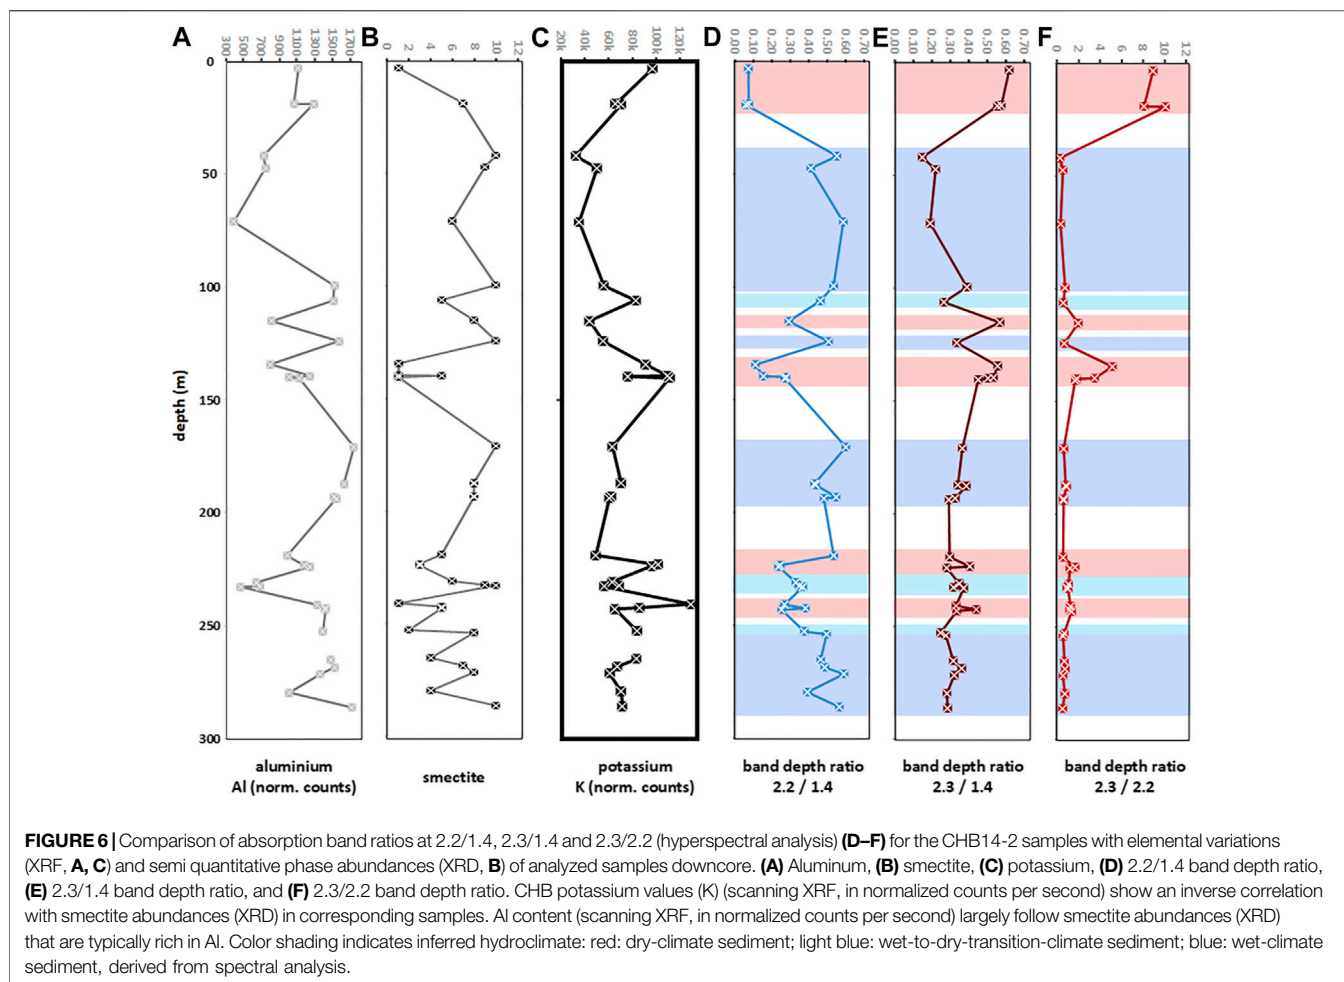 A B C D E F
300 500 700 900 1100 1300 1500 1700
0 2 4 6 8 10 12
20k 40k 60k 80k 100k 120k
0.00 0.10 0.20 0.30 0.40 0.50 0.60 0.70
0.00 0.10 0.20 0.30 0.40 0.50 0.60 0.70
0 2 4 6 8 10 12
0
50
100
150
200
250
300
depth (m)
aluminium
Al (norm. counts)
smectite
potassium
K (norm. counts)
band depth ratio
2.2 / 1.4
band depth ratio
2.3 / 1.4
band depth ratio
2.3 / 2.2
FIGURE 6 | Comparison of absorption band ratios at 2.2/1.4, 2.3/1.4 and 2.3/2.2 (hyperspectral analysis) (D–F) for the CHB14-2 samples with elemental variations
(XRF, A, C) and semi quantitative phase abundances (XRD, B) of analyzed samples downcore. (A) Aluminum, (B) smectite, (C) potassium, (D) 2.2/1.4 band depth ratio,
(E) 2.3/1.4 band depth ratio, and (F) 2.3/2.2 band depth ratio. CHB potassium values (K) (scanning XRF, in normalized counts per second) show an inverse correlation
with smectite abundances (XRD) in corresponding samples. Al content (scanning XRF, in normalized counts per second) largely follow smectite abundances (XRD)
that are typically rich in Al. Color shading indicates inferred hydroclimate: red: dry-climate sediment; light blue: wet-to-dry-transition-climate sediment; blue: wet-climate
sediment, derived from spectral analysis.